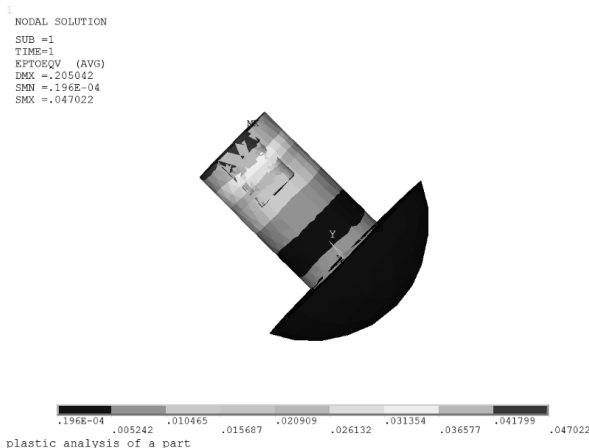 1
NODAL SOLUTION
SUB =1
TIME=1
EPTOEQV (AVG)
DMX =.205042
SMN =.196E-04
SMX =.047022
MX
Y
.196E-04 .010465 .020909 .031354 .041799
.005242 .015687 .026132 .036577 .047022
plastic analysis of a part